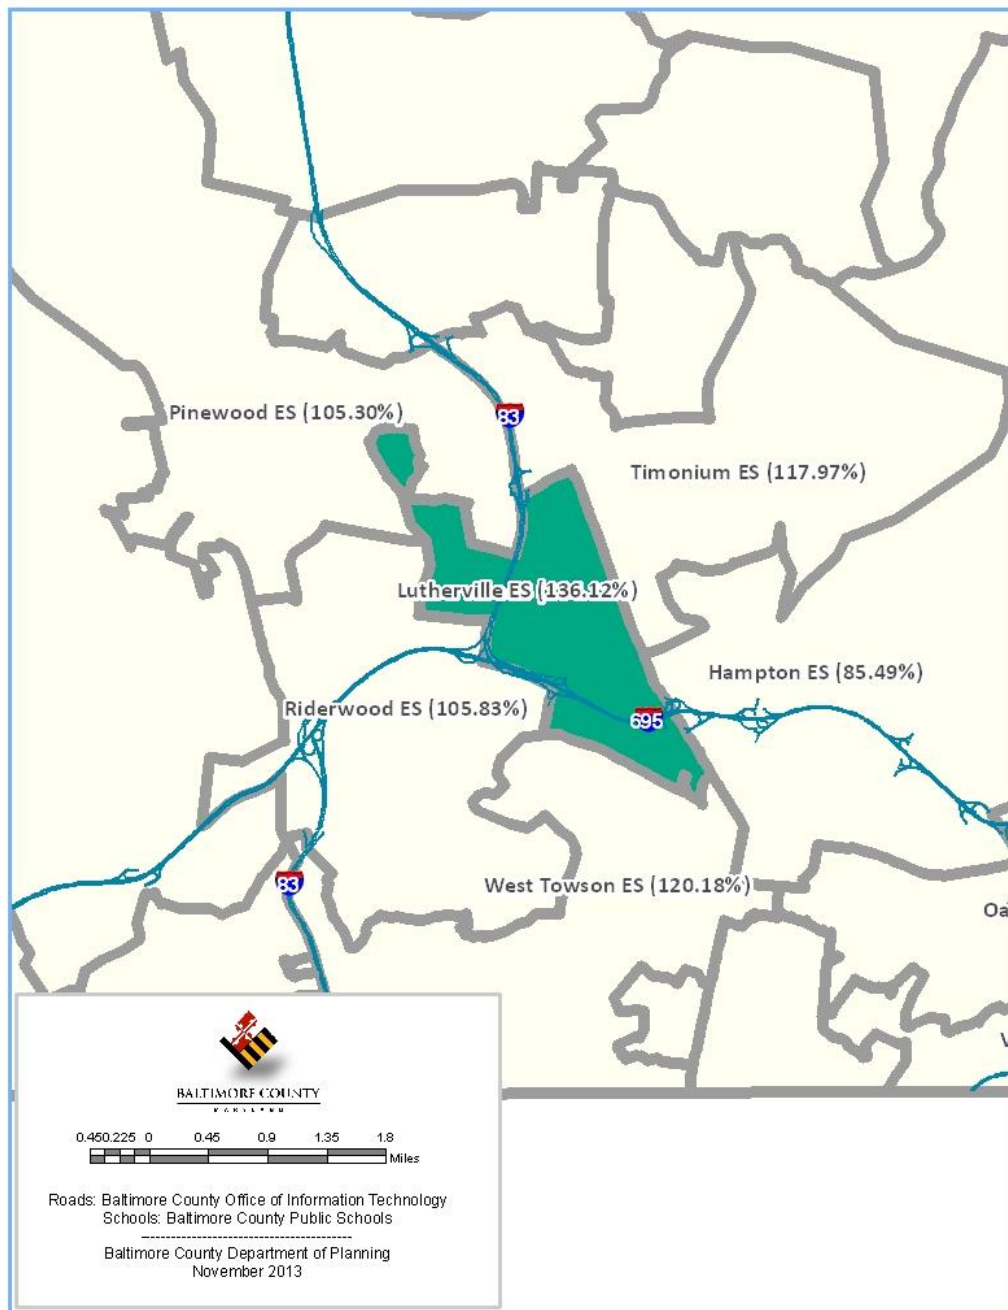 Pinewood ES (105.30%)
83
Timonium ES (117.97%)
Lutherville ES (136.12%)
Hampton ES (85.49%)
Riderwood ES (105.83%)
695
83
West Towson ES (120.18%)
Oa
V
BALTIMORE COUNTY
MARYLAND
0.450.225 0 0.45 0.9 1.35 1.8
Miles
Roads: Baltimore County Office of Information Technology
Schools: Baltimore County Public Schools
----------------------------------------
Baltimore County Department of Planning
November 2013